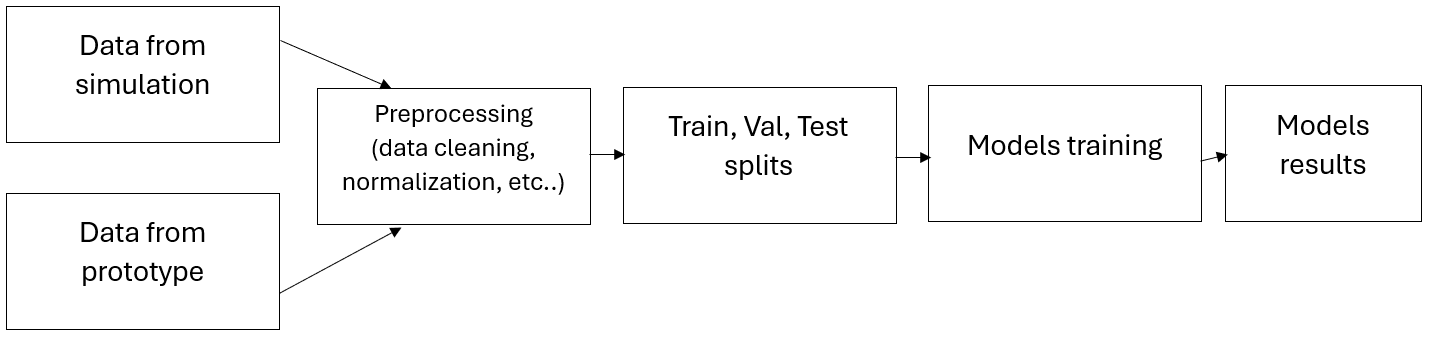 Data from
simulation
Data from
prototype
Preprocessing
(data cleaning,
normalization, etc..)
Train, Val, Test
splits
Models training
Models
results